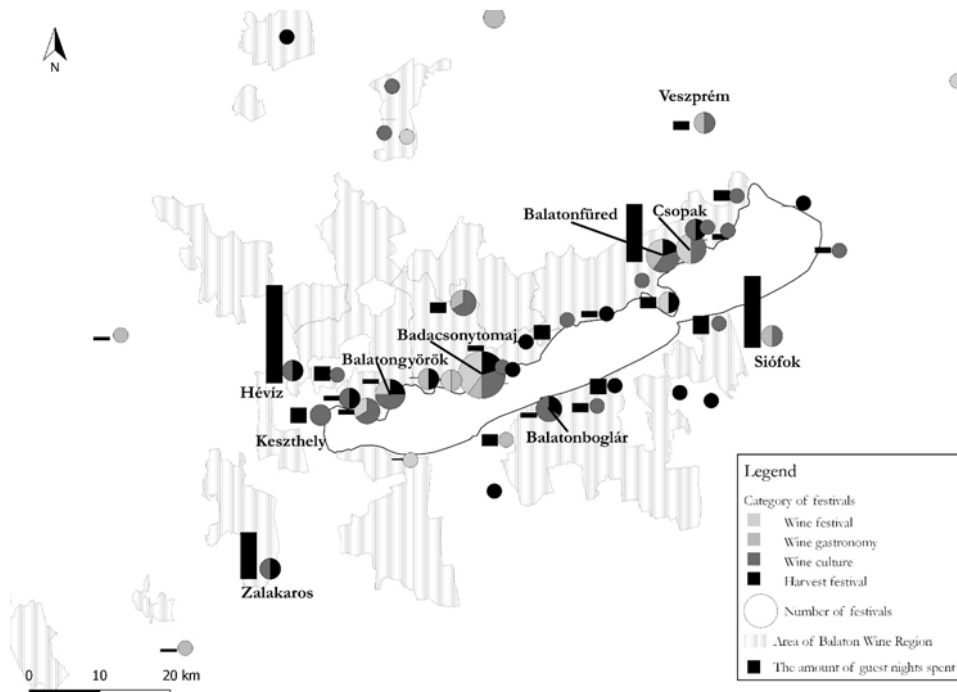 N
Veszprém
Balatonfüred
Csopak
Badacsonytomaj
Balatongyörök
Siófok
Hévíz
Keszthely
Balatonboglár
Zalakaros
Legend
Category of festivals
Wine festival
Wine gastronomy
Wine culture
Harvest festival
Number of festivals
Area of Balaton Wine Region
The amount of guest nights spent
0 10 20 km